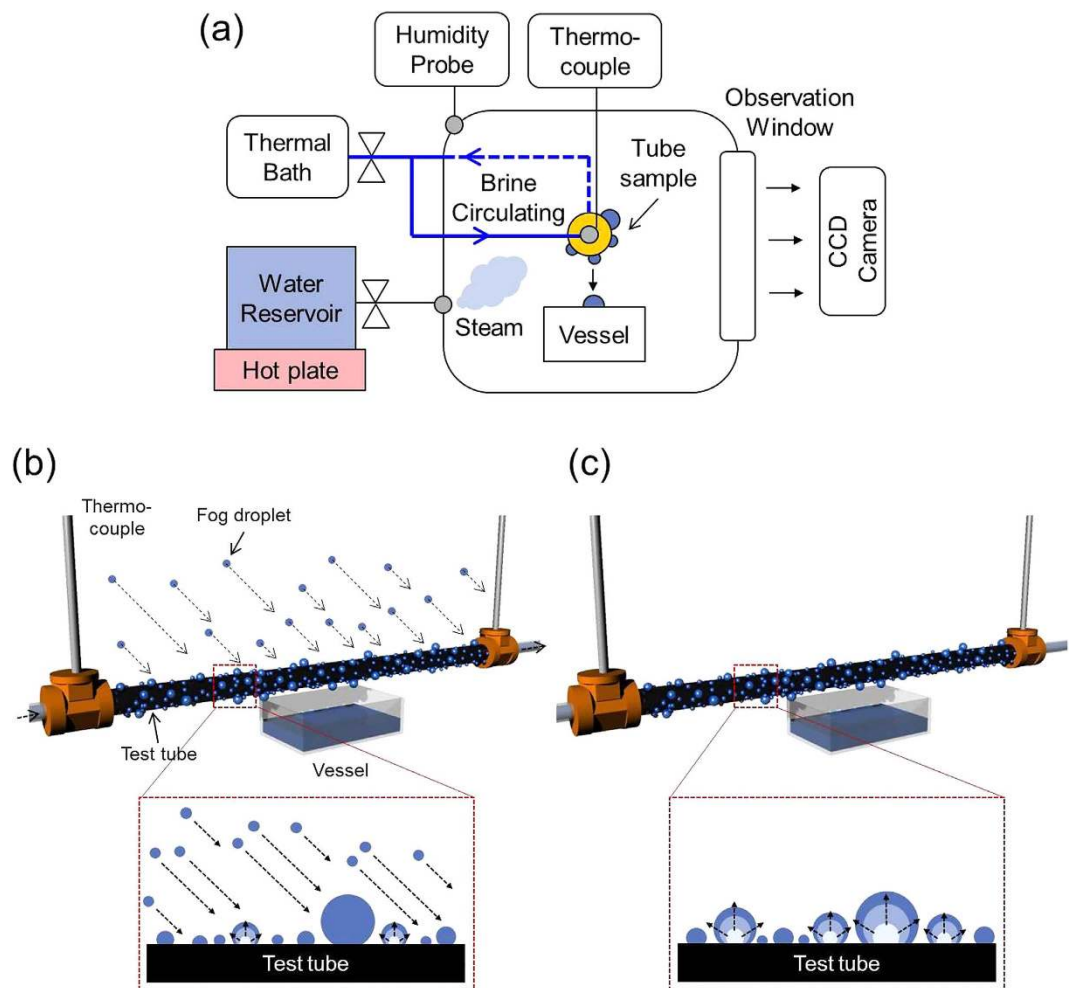 (a)
Humidity
Probe
Thermo-
couple
Observation
Window
Thermal
Bath
Tube
sample
Brine
Circulating
CCD
Camera
Water
Reservoir
Steam
Vessel
Hot plate
(b)
Thermo-
couple
Fog droplet
Test tube
Vessel
Test tube
(c)
Test tube